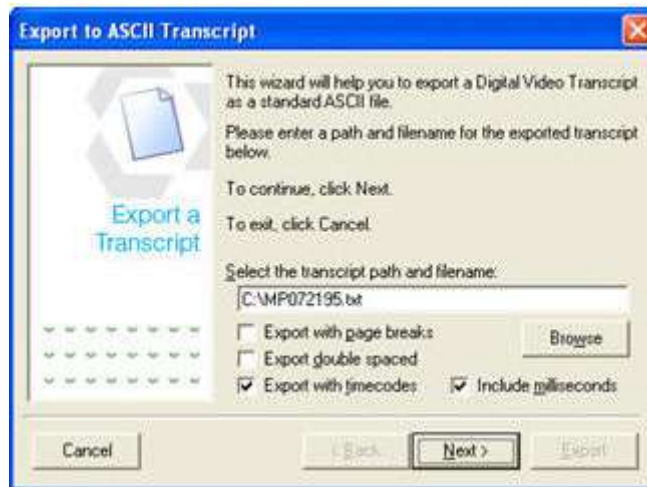 Export to ASCII Transcript
This wizard will help you to export a Digital Video Transcript
as a standard ASCII file.
Please enter a path and filename for the exported transcript
below.
To continue, click Next.
To exit, click Cancel.
Export a
Transcript
Select the transcript path and filename:
C:\MP072195.txt
Export with page breaks
Browse
Export double spaced
Export with timecodes
Include milliseconds
Cancel
< Back
Next >
Export